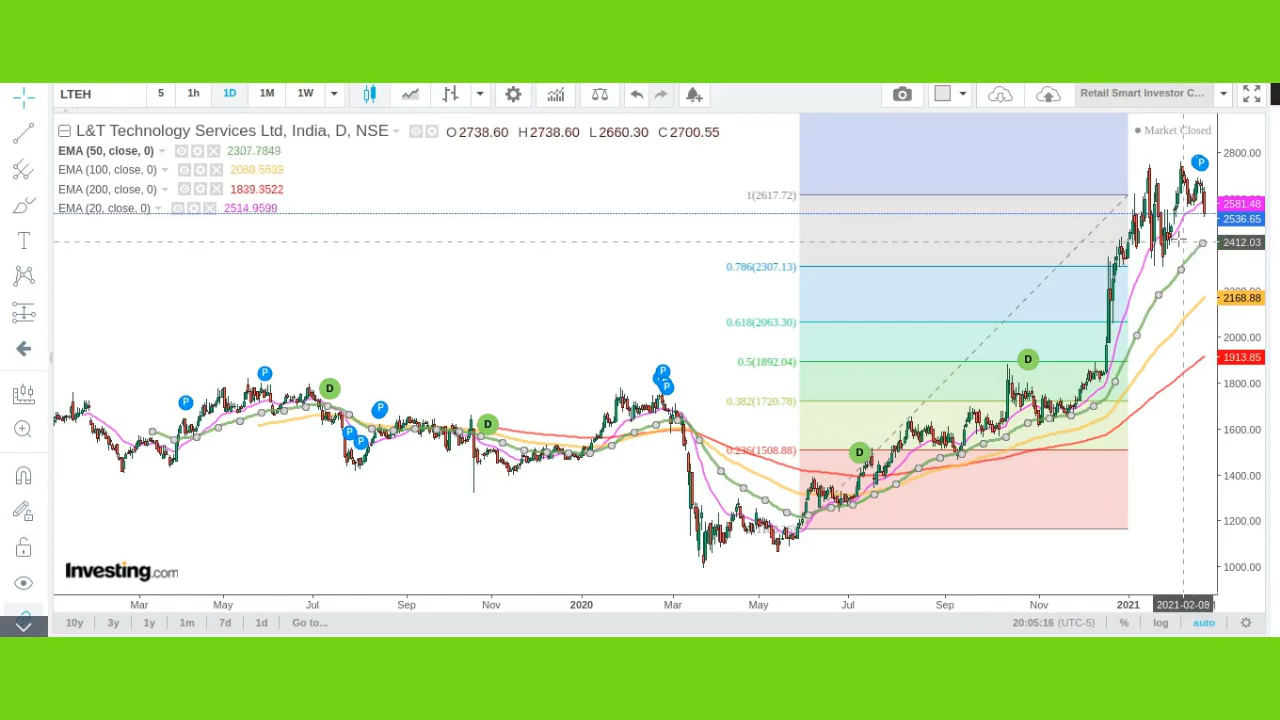 LTEH 5 1h 1D 1M 1W Retail Smart Investor C...
L&T Technology Services Ltd, India, D, NSE O2738.60 H2738.60 L2660.30 C2700.55
Market Closed
EMA (50, close, 0) 2307.7849
EMA (100, close, 0) 2068.5593
EMA (200, close, 0) 1839.3522
EMA (20, close, 0) 2514.9599
P
2800.00
1(2617.72)
2581.48
2536.65
2412.03
0.786(2307.13)
2168.88
0.618(2063.30)
2000.00
0.5(1892.04)
1913.85
D
P P
1800.00
P D P P
0.382(1720.78)
P
D
1600.00
P P
0.236(1508.88)
D
1400.00
1200.00
1000.00
Investing.com
Mar May Jul Sep Nov 2020 Mar May Jul Sep Nov 2021 2021-02-09
10y 3y 1y 1m 7d 1d Go to... 20:05:16 (UTC-5) % log auto